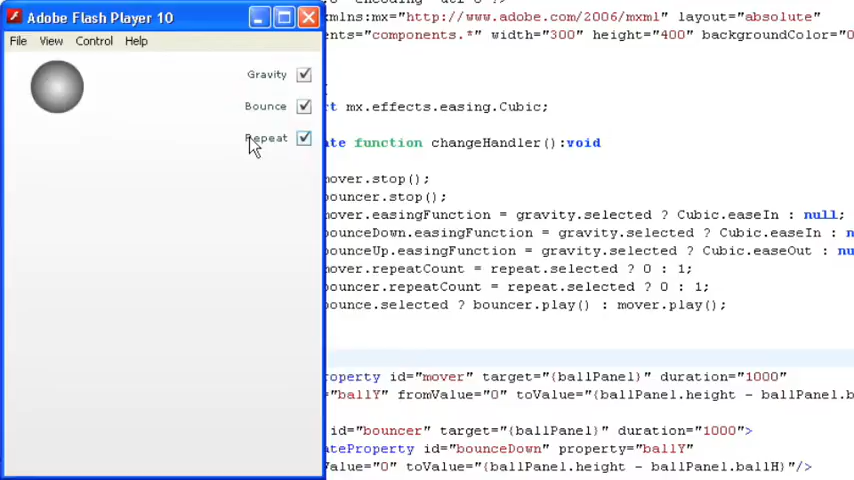 Adobe Flash Player 10
File View Control Help
Gravity
Bounce
Repeat
xmlns:mx="http://www.adobe.com/2006/mxml" layout="absolute"
ents="components.*" width="300" height="400" backgroundColor="0
rt mx.effects.easing.Cubic;
ate function changeHandler():void
mover.stop();
bouncer.stop();
mover.easingFunction = gravity.selected ? Cubic.easeIn : null;
bounceDown.easingFunction = gravity.selected ? Cubic.easeIn : n
bounceUp.easingFunction = gravity.selected ? Cubic.easeOut : nu
mover.repeatCount = repeat.selected ? 0 : 1;
bouncer.repeatCount = repeat.selected ? 0 : 1;
bounce.selected ? bouncer.play() : mover.play();
roperty id="mover" target="{ballPanel}" duration="1000"
="ballY" fromValue="0" toValue="{ballPanel.height - ballPanel.b
id="bouncer" target="{ballPanel}" duration="1000">
ateProperty id="bounceDown" property="ballY"
Value="0" toValue="{ballPanel.height - ballPanel.ballH}"/>